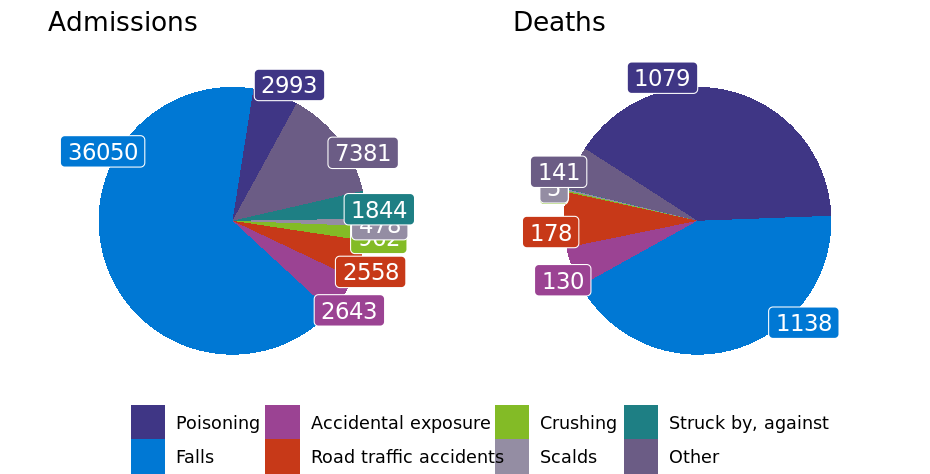 Admissions
Deaths
2993
36050
7381
1844
478
962
2558
2643
1079
141
5
178
130
1138
Poisoning
Accidental exposure
Crushing
Struck by, against
Falls
Road traffic accidents
Scalds
Other